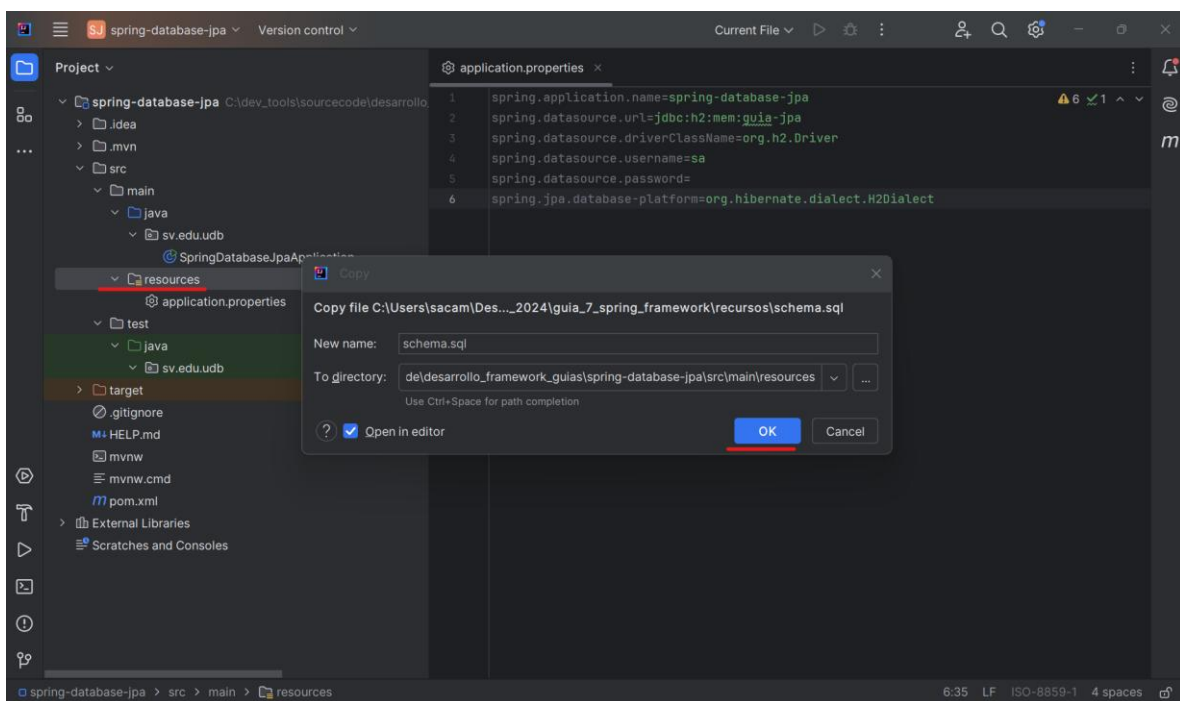 SJ spring-database-jpa Version control Current File
Project
application.properties
spring-database-jpa C:\dev_tools\sourcecode\desarrollo
.idea
.mvn
src
main
java
sv.edu.udb
SpringDatabaseJpaApplication
resources
application.properties
test
java
sv.edu.udb
target
.gitignore
M↓ HELP.md
mvnw
mvnw.cmd
m pom.xml
External Libraries
Scratches and Consoles
1 spring.application.name=spring-database-jpa
2 spring.datasource.url=jdbc:h2:mem:guia-jpa
3 spring.datasource.driverClassName=org.h2.Driver
4 spring.datasource.username=sa
5 spring.datasource.password=
6 spring.jpa.database-platform=org.hibernate.dialect.H2Dialect
6 1
m
Copy
Copy file C:\Users\sacam\Des..._2024\guia_7_spring_framework\recursos\schema.sql
New name: schema.sql
To directory: de\desarrollo_framework_guias\spring-database-jpa\src\main\resources ...
Use Ctrl+Space for path completion
? Open in editor OK Cancel
spring-database-jpa > src > main > resources 6:35 LF ISO-8859-1 4 spaces